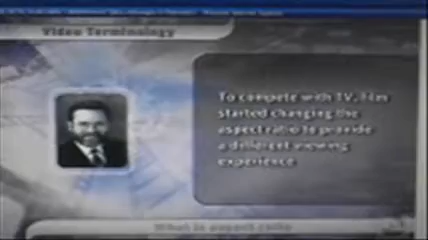 Video Terminology
To compete with TV, film
started changing the
aspect ratio to provide
a different viewing
experience
What is aspect ratio